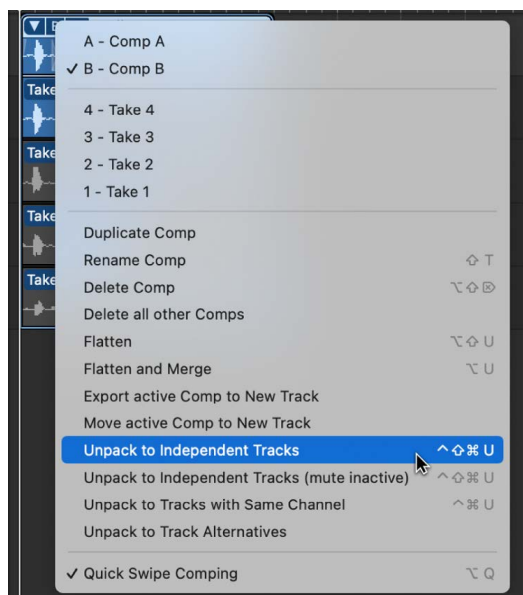 B
A - Comp A
✓ B - Comp B
Take
4 - Take 4
3 - Take 3
Take
2 - Take 2
1 - Take 1
Take
Duplicate Comp
Rename Comp ⇧ T
Take
Delete Comp ⌥⇧⌦
Delete all other Comps
Flatten ⌥⇧ U
Flatten and Merge ⌥ U
Export active Comp to New Track
Move active Comp to New Track
Unpack to Independent Tracks ^⇧⌘ U
Unpack to Independent Tracks (mute inactive) ^⇧⌘ U
Unpack to Tracks with Same Channel ^⌘ U
Unpack to Track Alternatives
✓ Quick Swipe Comping ⌥ Q